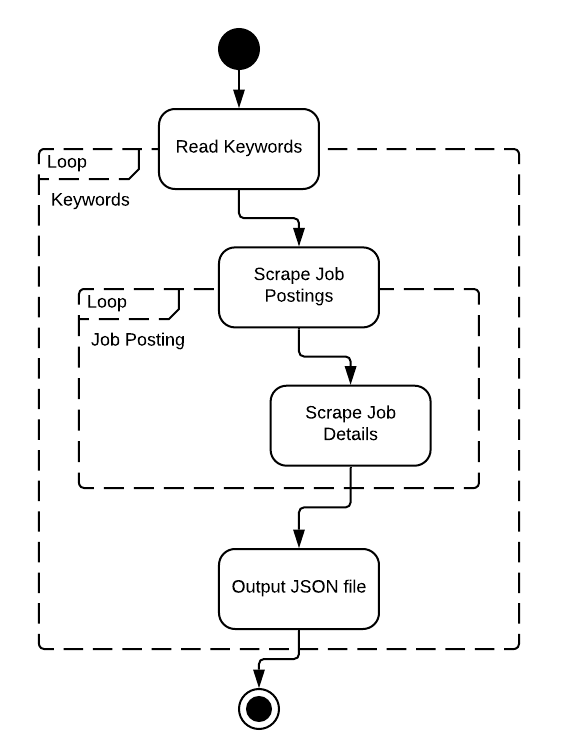 Read Keywords
Loop
Keywords
Scrape Job
Postings
Loop
Job Posting
Scrape Job
Details
Output JSON file